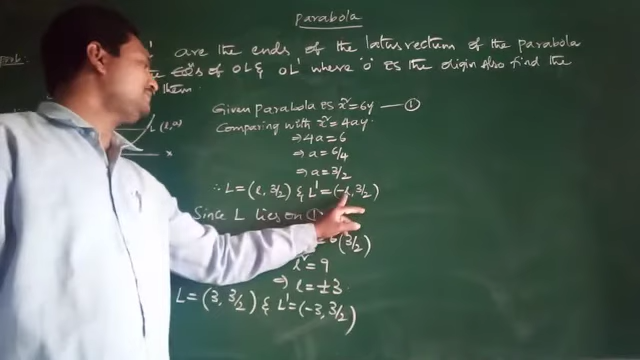 Parabola
' are the ends of the latusrectum of the parabola
of OL & OL' where 'o' is the origin also find the
them.
Given Parabola is x²=6y —— ①
L (l,a)
Comparing with x²=4ay.
⇒4a=6
x
⇒a=6/4
⇒a=3/2
∴ L=(l, 3/2) & L'=(-l, 3/2)
Since L lies on ①
6(3/2)
l²=9
⇒ l=±3
L=(3, 3/2) & L'=(-3, 3/2)